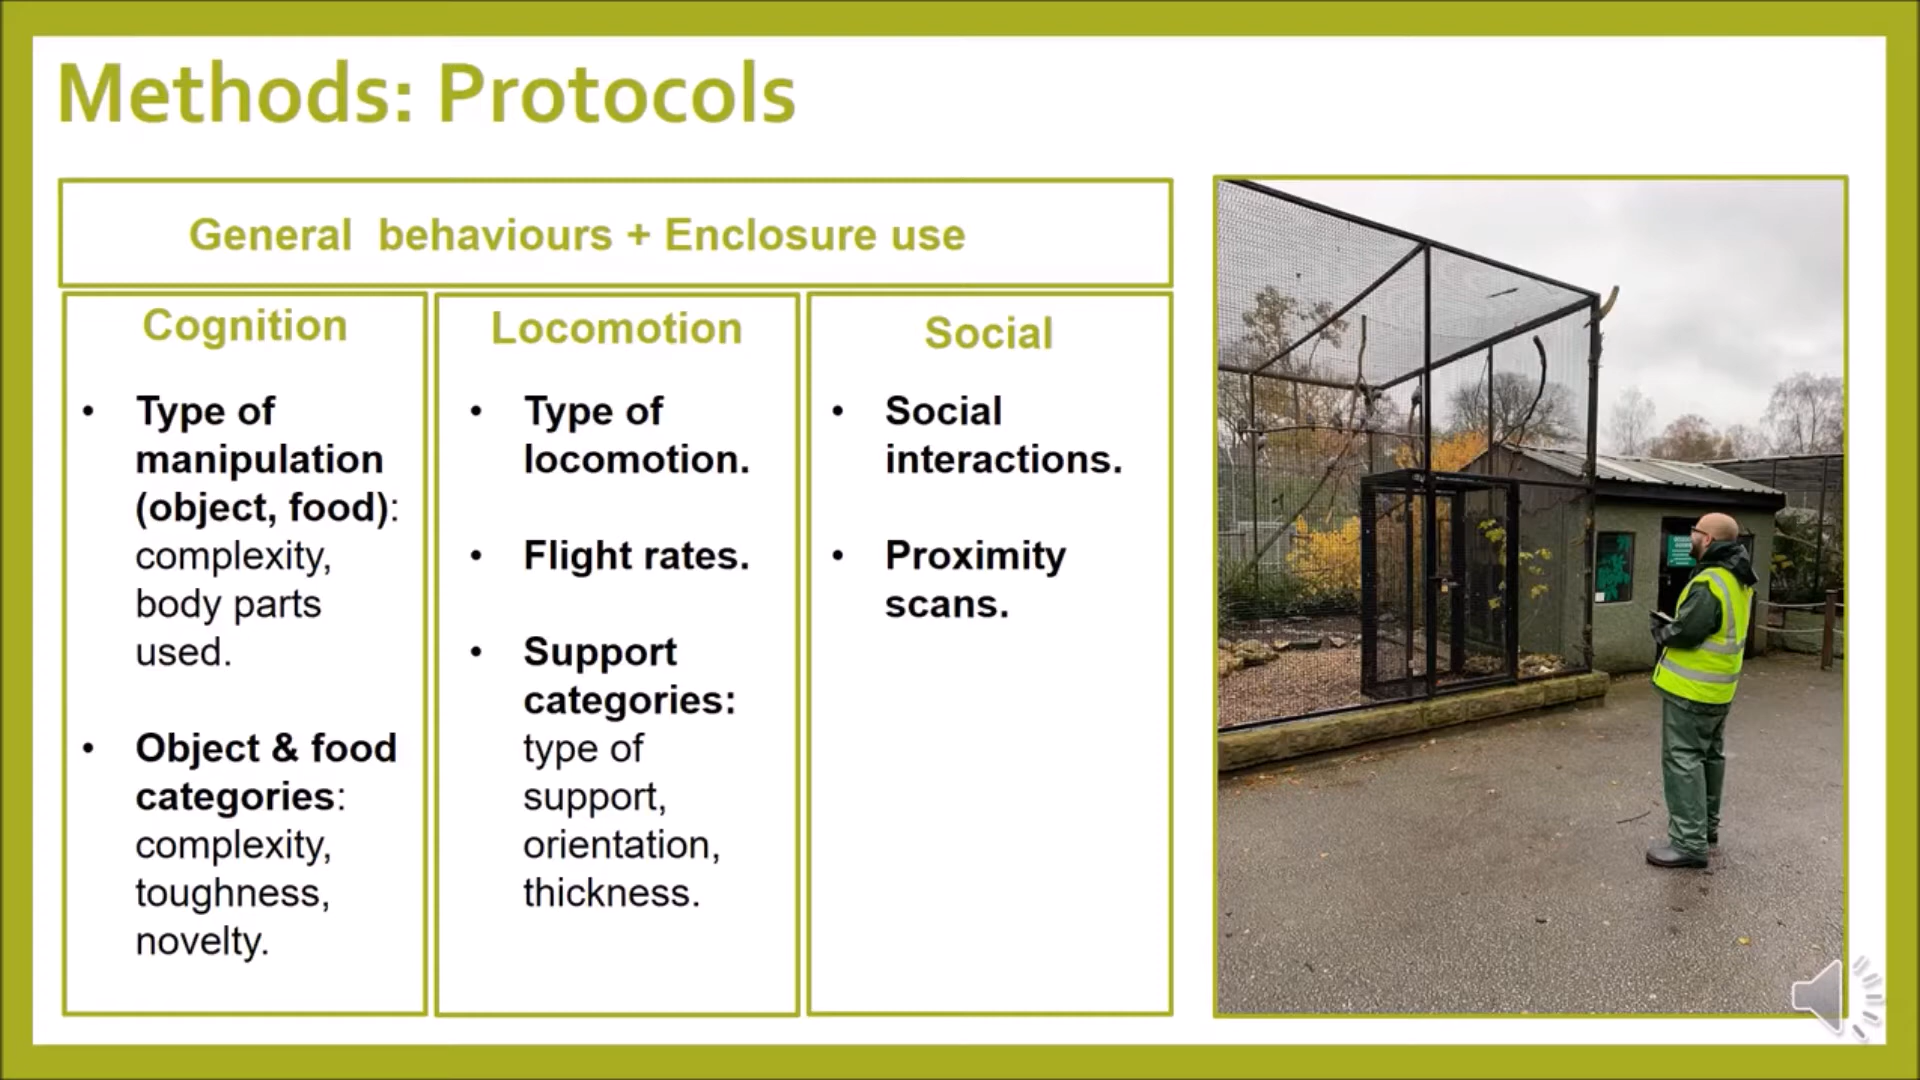 Methods: Protocols
General behaviours + Enclosure use
Cognition
• Type of
manipulation
(object, food):
complexity,
body parts
used.
• Object & food
categories:
complexity,
toughness,
novelty.
Locomotion
• Type of
locomotion.
• Flight rates.
• Support
categories:
type of
support,
orientation,
thickness.
Social
• Social
interactions.
• Proximity
scans.